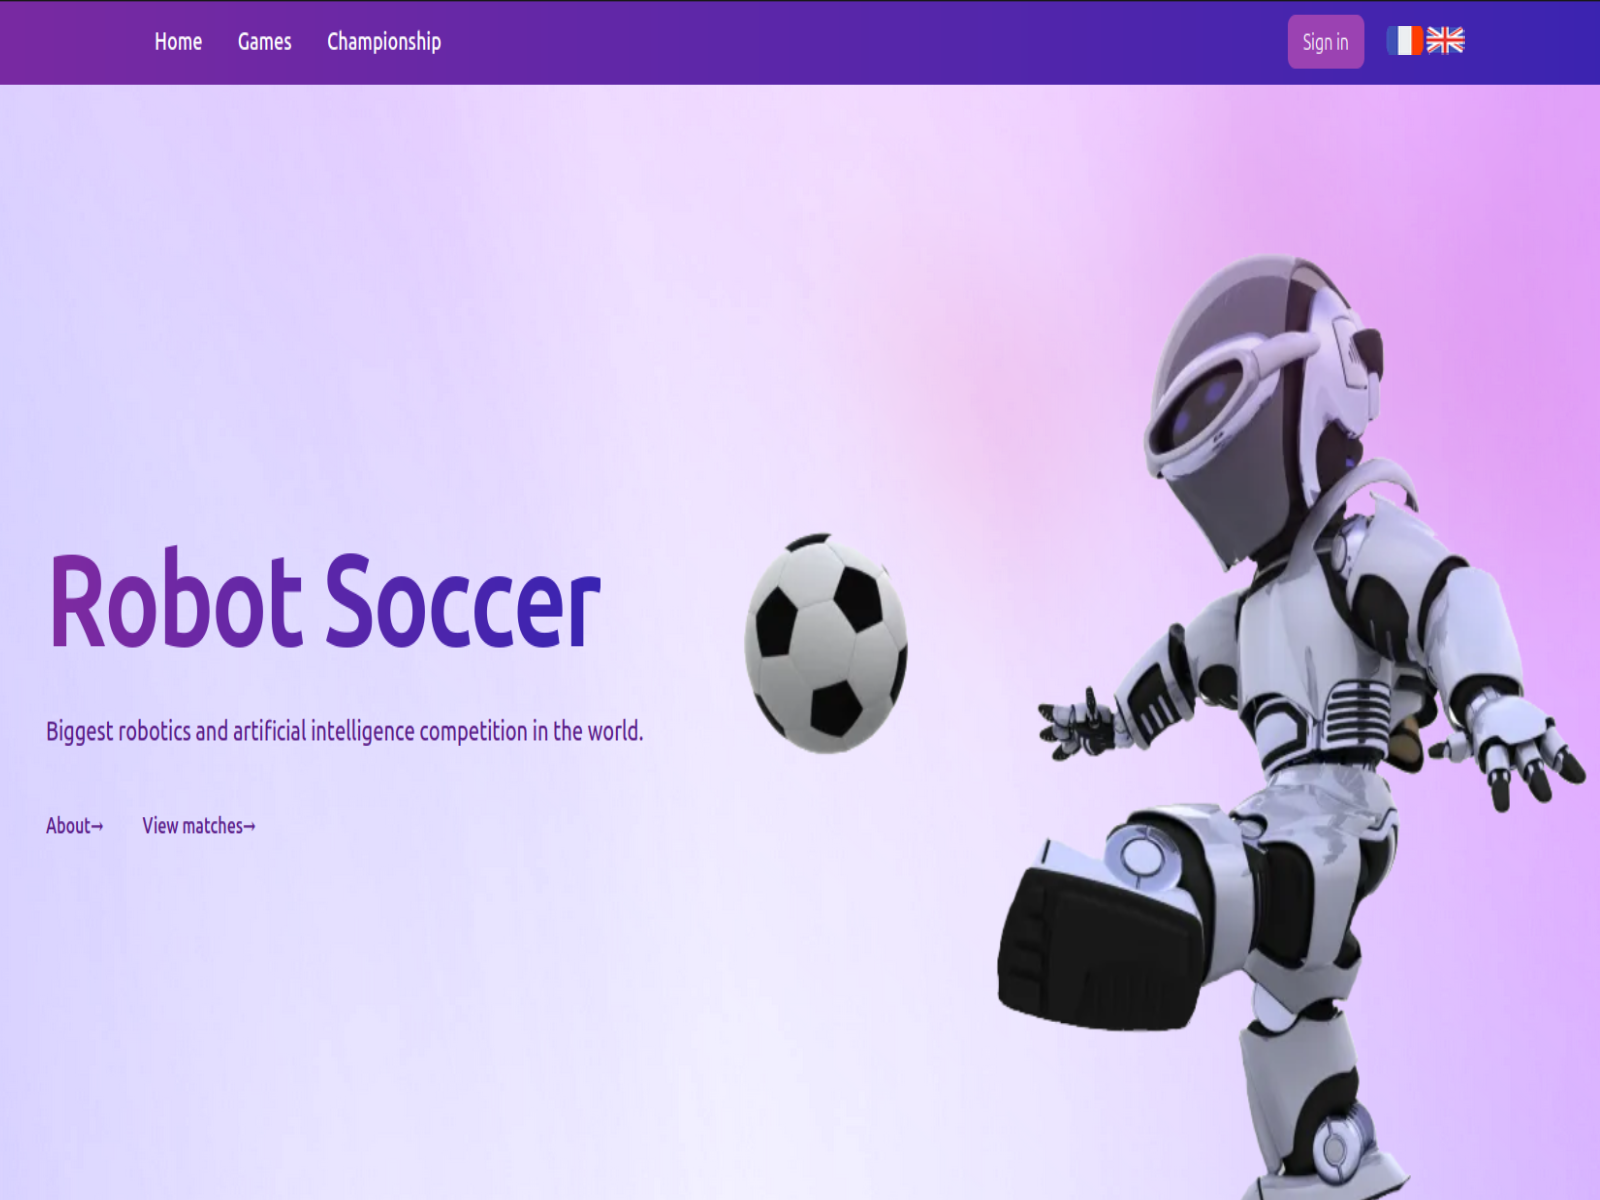 Home Games Championship Sign in
Robot Soccer
Biggest robotics and artificial intelligence competition in the world.
About→ View matches→